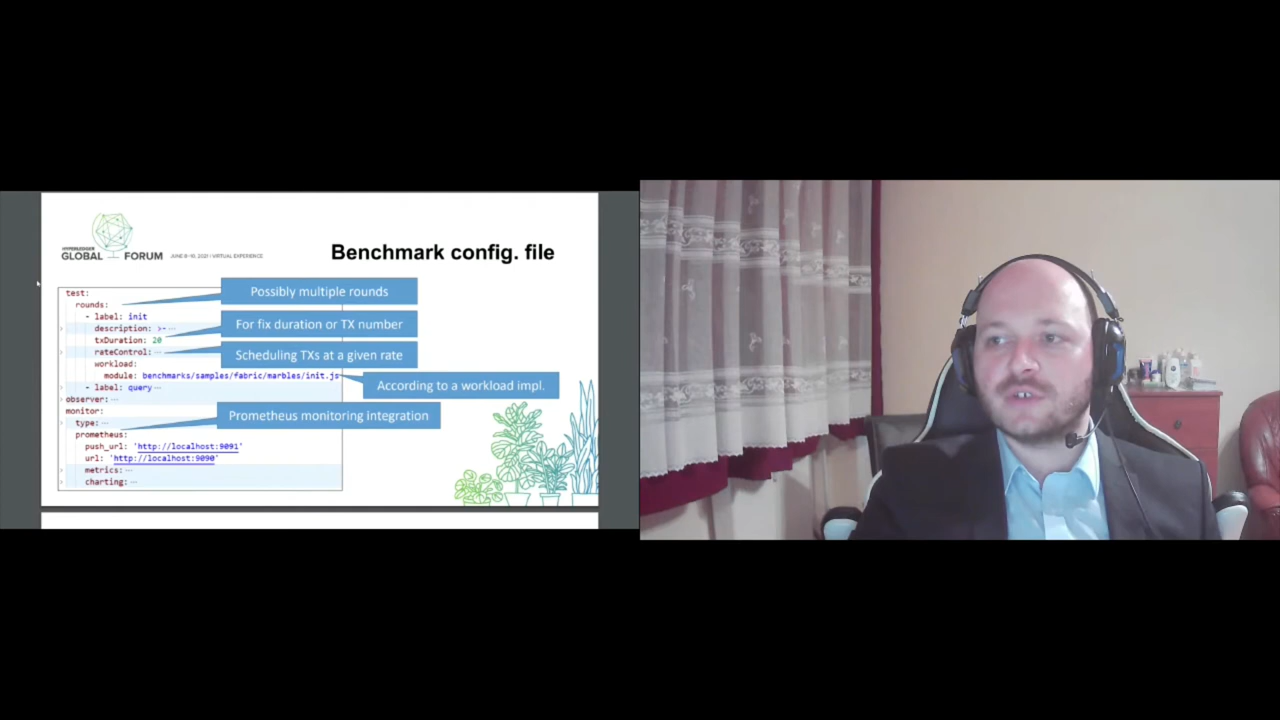 HYPERLEDGER
GLOBAL FORUM
JUNE 8-10, 2021 / VIRTUAL EXPERIENCE
Benchmark config. file
test:
rounds:
- label: init
description: >-
txDuration: 20
rateControl:
workload:
module: benchmarks/samples/fabric/marbles/init.js
- label: query
observer:
monitor:
type:
prometheus:
push_url: 'http://localhost:9091'
url: 'http://localhost:9090'
metrics:
charting:
Possibly multiple rounds
For fix duration or TX number
Scheduling TXs at a given rate
According to a workload impl.
Prometheus monitoring integration